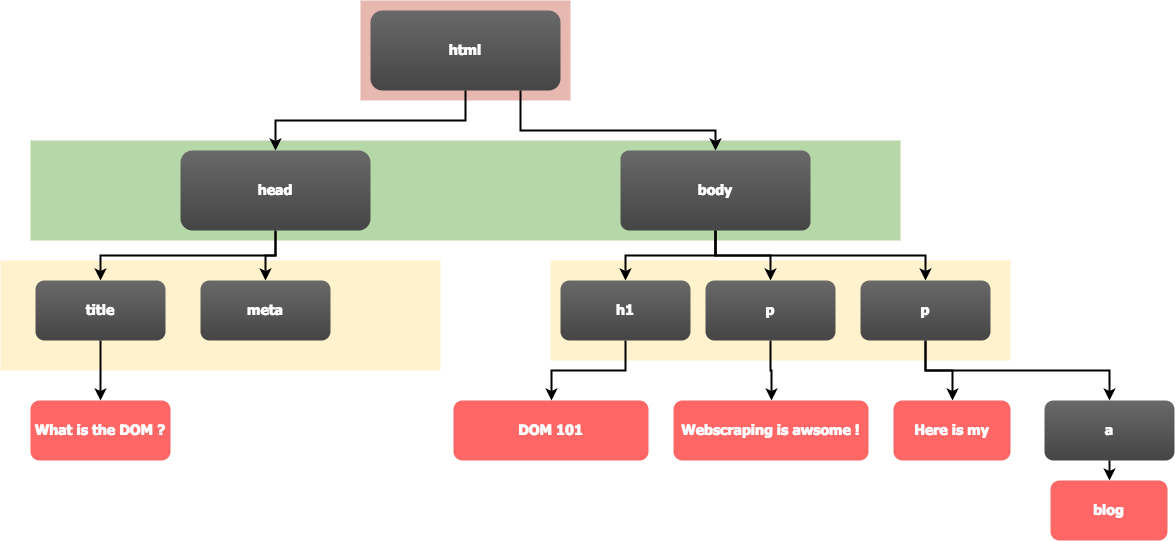 html
head
body
title
meta
h1
p
p
What is the DOM ?
DOM 101
Webscraping is awsome !
Here is my
a
blog